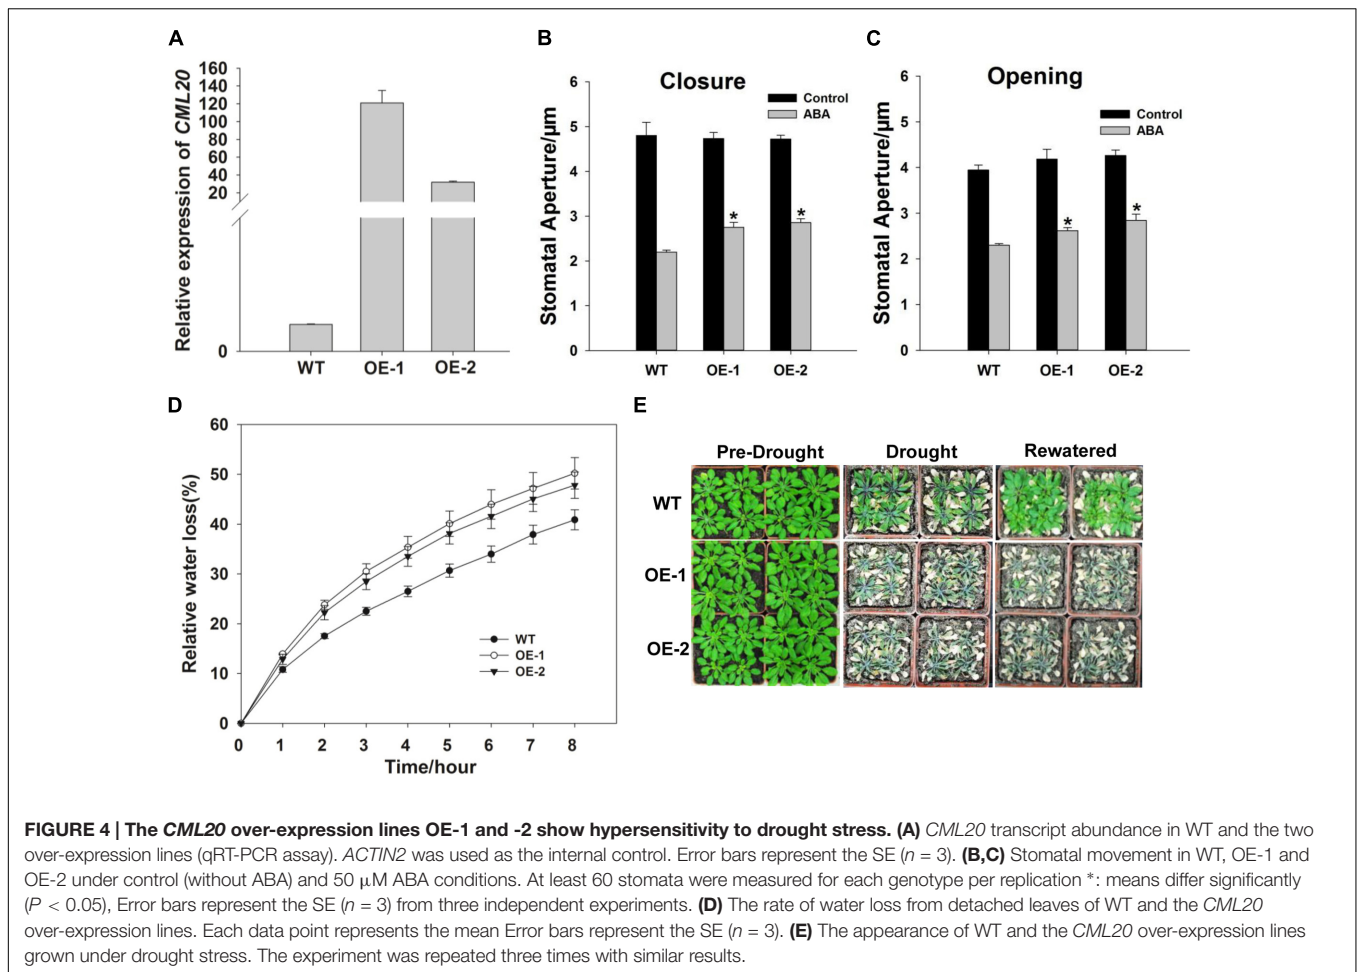 A
Relative expression of CML20
160
140
120
100
80
60
40
20
0
WT OE-1 OE-2
B
Closure
Control
ABA
Stomatal Aperture/µm
6
5
4
3
2
1
0
* *
WT OE-1 OE-2
C
Opening
Control
ABA
Stomatal Aperture/µm
6
5
4
3
2
1
0
* *
WT OE-1 OE-2
D
Relative water loss(%)
60
50
40
30
20
10
0
WT
OE-1
OE-2
0 1 2 3 4 5 6 7 8
Time/hour
E
Pre-Drought Drought Rewatered
WT
OE-1
OE-2
FIGURE 4 | The CML20 over-expression lines OE-1 and -2 show hypersensitivity to drought stress. (A) CML20 transcript abundance in WT and the two
over-expression lines (qRT-PCR assay). ACTIN2 was used as the internal control. Error bars represent the SE (n = 3). (B,C) Stomatal movement in WT, OE-1 and
OE-2 under control (without ABA) and 50 µM ABA conditions. At least 60 stomata were measured for each genotype per replication *: means differ significantly
(P < 0.05), Error bars represent the SE (n = 3) from three independent experiments. (D) The rate of water loss from detached leaves of WT and the CML20
over-expression lines. Each data point represents the mean Error bars represent the SE (n = 3). (E) The appearance of WT and the CML20 over-expression lines
grown under drought stress. The experiment was repeated three times with similar results.